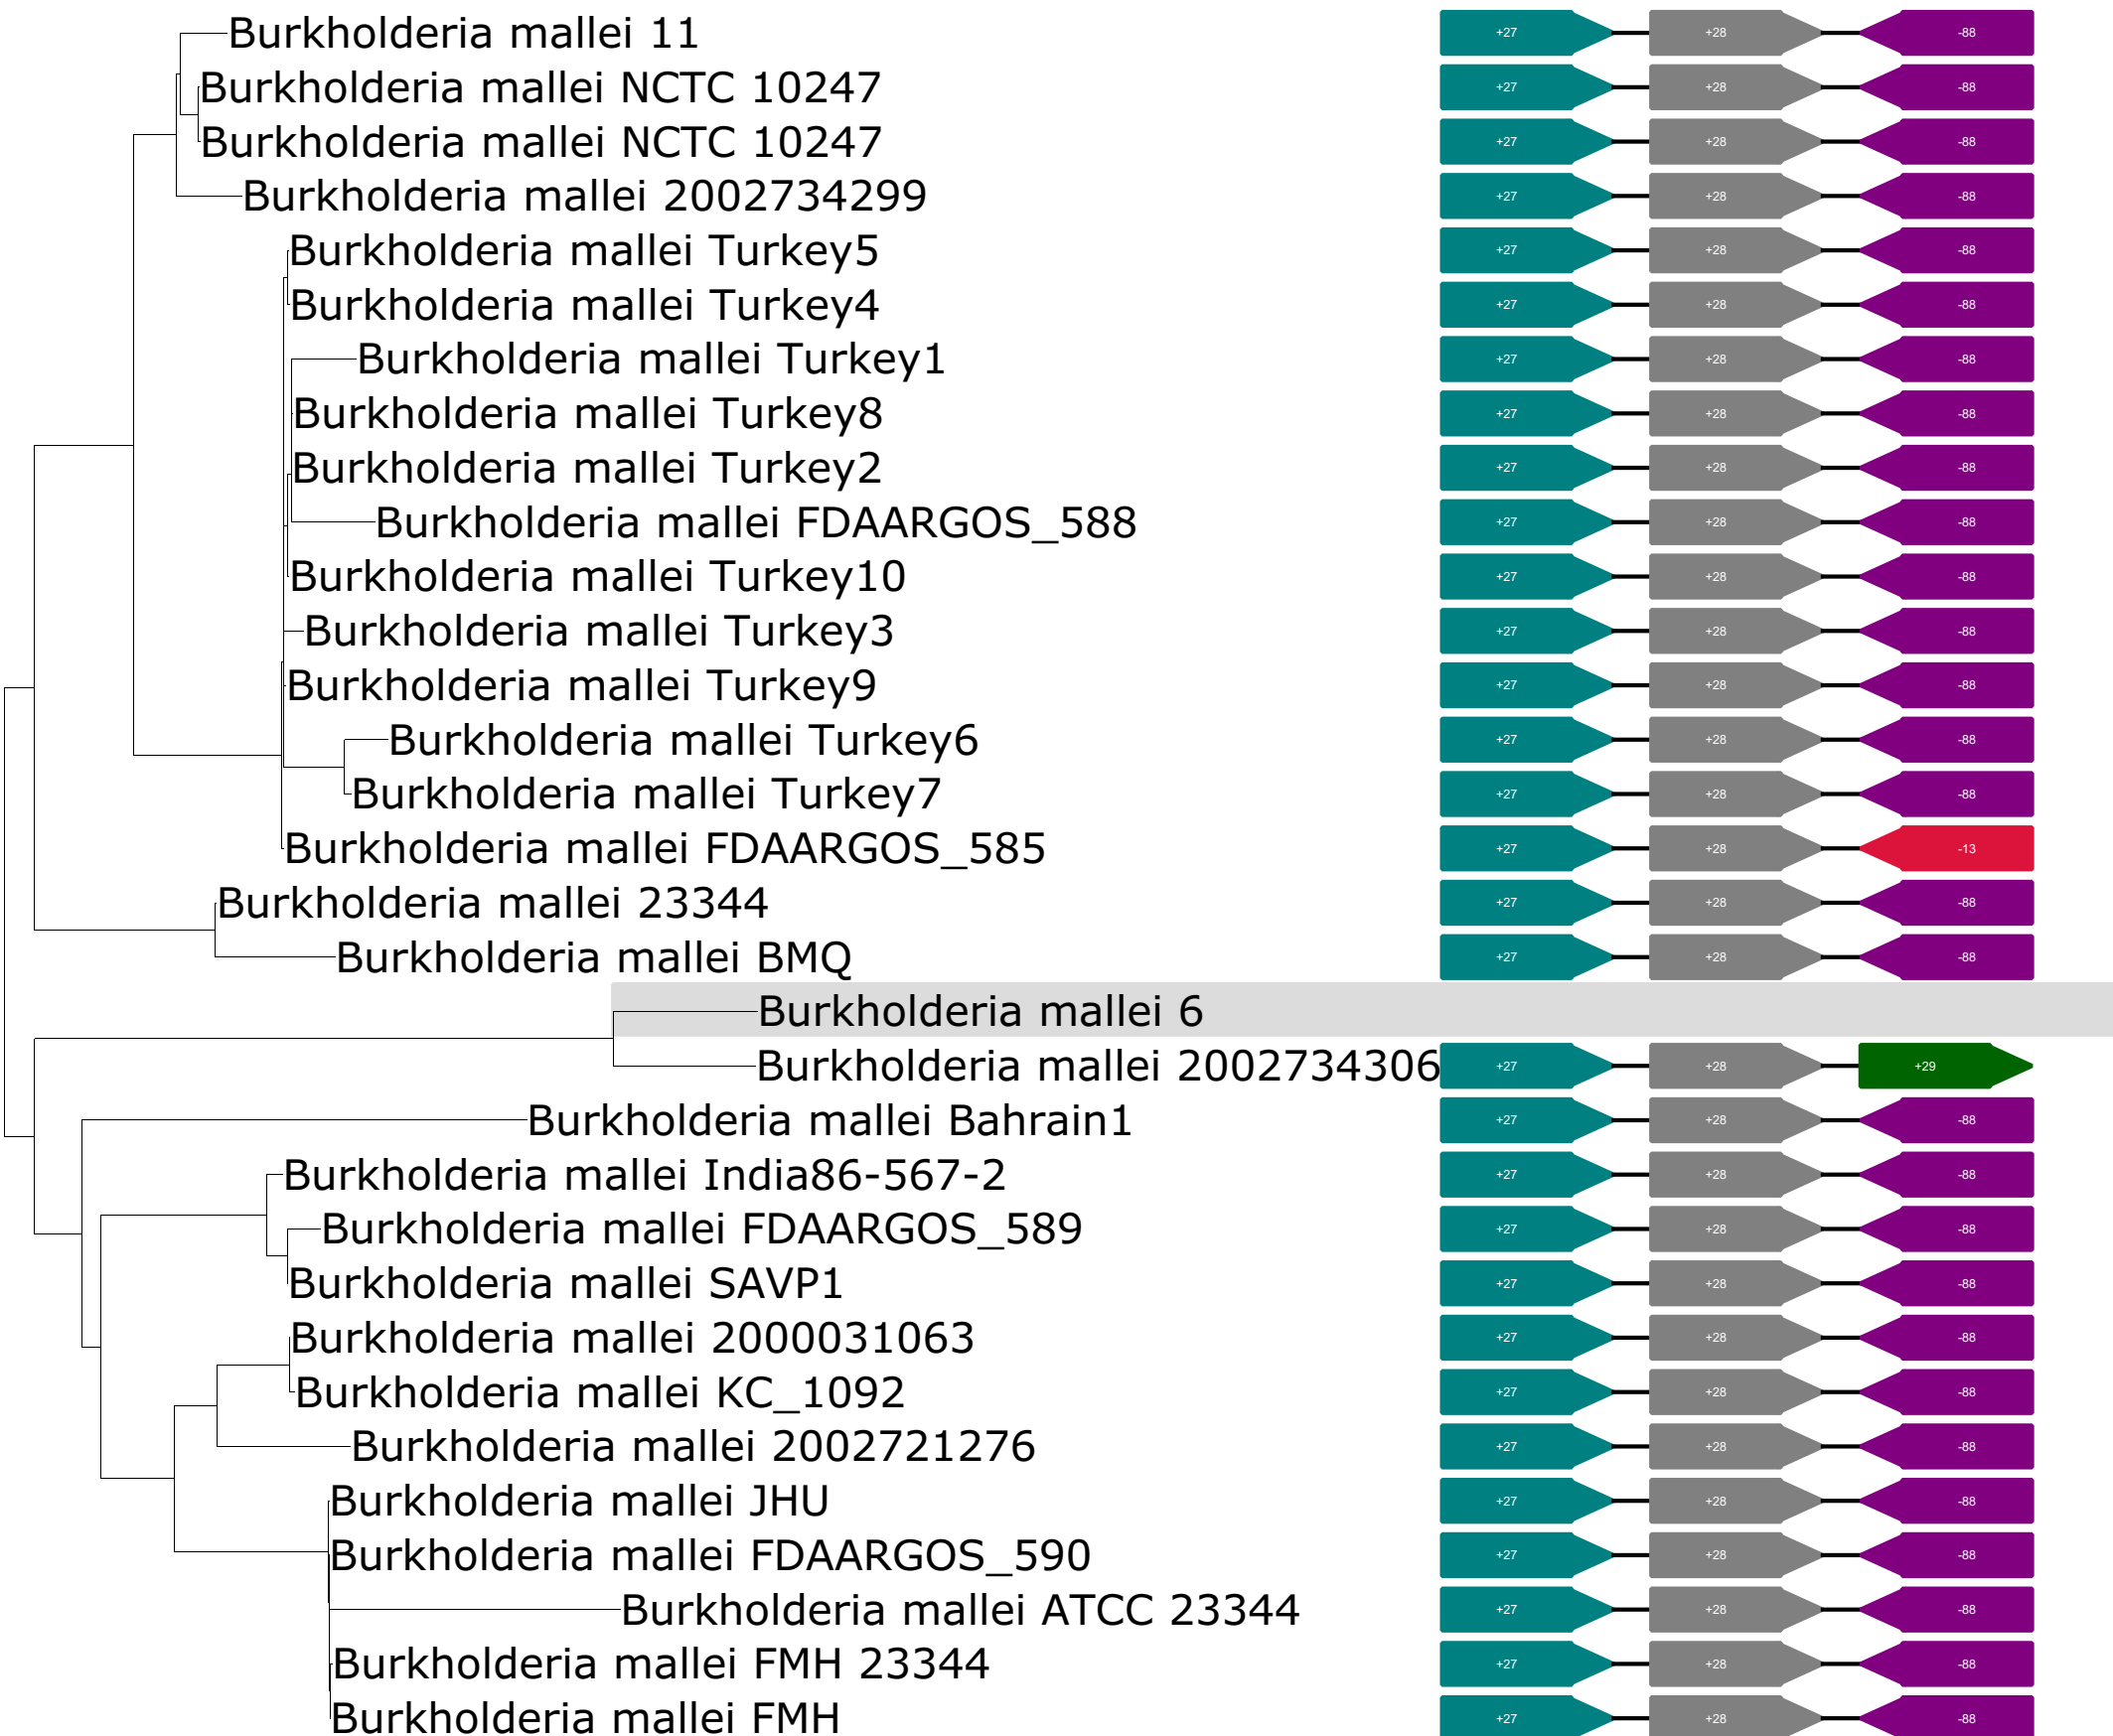 Burkholderia mallei 11 +27 +28 -88
Burkholderia mallei NCTC 10247 +27 +28 -88
Burkholderia mallei NCTC 10247 +27 +28 -88
Burkholderia mallei 2002734299 +27 +28 -88
Burkholderia mallei Turkey5 +27 +28 -88
Burkholderia mallei Turkey4 +27 +28 -88
Burkholderia mallei Turkey1 +27 +28 -88
Burkholderia mallei Turkey8 +27 +28 -88
Burkholderia mallei Turkey2 +27 +28 -88
Burkholderia mallei FDAARGOS_588 +27 +28 -88
Burkholderia mallei Turkey10 +27 +28 -88
Burkholderia mallei Turkey3 +27 +28 -88
Burkholderia mallei Turkey9 +27 +28 -88
Burkholderia mallei Turkey6 +27 +28 -88
Burkholderia mallei Turkey7 +27 +28 -88
Burkholderia mallei FDAARGOS_585 +27 +28 -13
Burkholderia mallei 23344 +27 +28 -88
Burkholderia mallei BMQ +27 +28 -88
Burkholderia mallei 6
Burkholderia mallei 2002734306 +27 +28 +29
Burkholderia mallei Bahrain1 +27 +28 -88
Burkholderia mallei India86-567-2 +27 +28 -88
Burkholderia mallei FDAARGOS_589 +27 +28 -88
Burkholderia mallei SAVP1 +27 +28 -88
Burkholderia mallei 2000031063 +27 +28 -88
Burkholderia mallei KC_1092 +27 +28 -88
Burkholderia mallei 2002721276 +27 +28 -88
Burkholderia mallei JHU +27 +28 -88
Burkholderia mallei FDAARGOS_590 +27 +28 -88
Burkholderia mallei ATCC 23344 +27 +28 -88
Burkholderia mallei FMH 23344 +27 +28 -88
Burkholderia mallei FMH +27 +28 -88